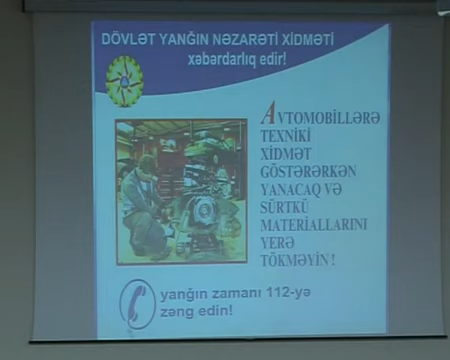 DÖVLƏT YANĞIN NƏZARƏTİ XİDMƏTİ
xəbərdarlıq edir!
AVTOMOBİLLƏRƏ
TEXNİKİ
XİDMƏT
GÖSTƏRƏRKƏN
YANACAQ VƏ
SÜRTKÜ
MATERİALLARINI
YERƏ
TÖKMƏYİN!
yanğın zamanı 112-yə
zəng edin!